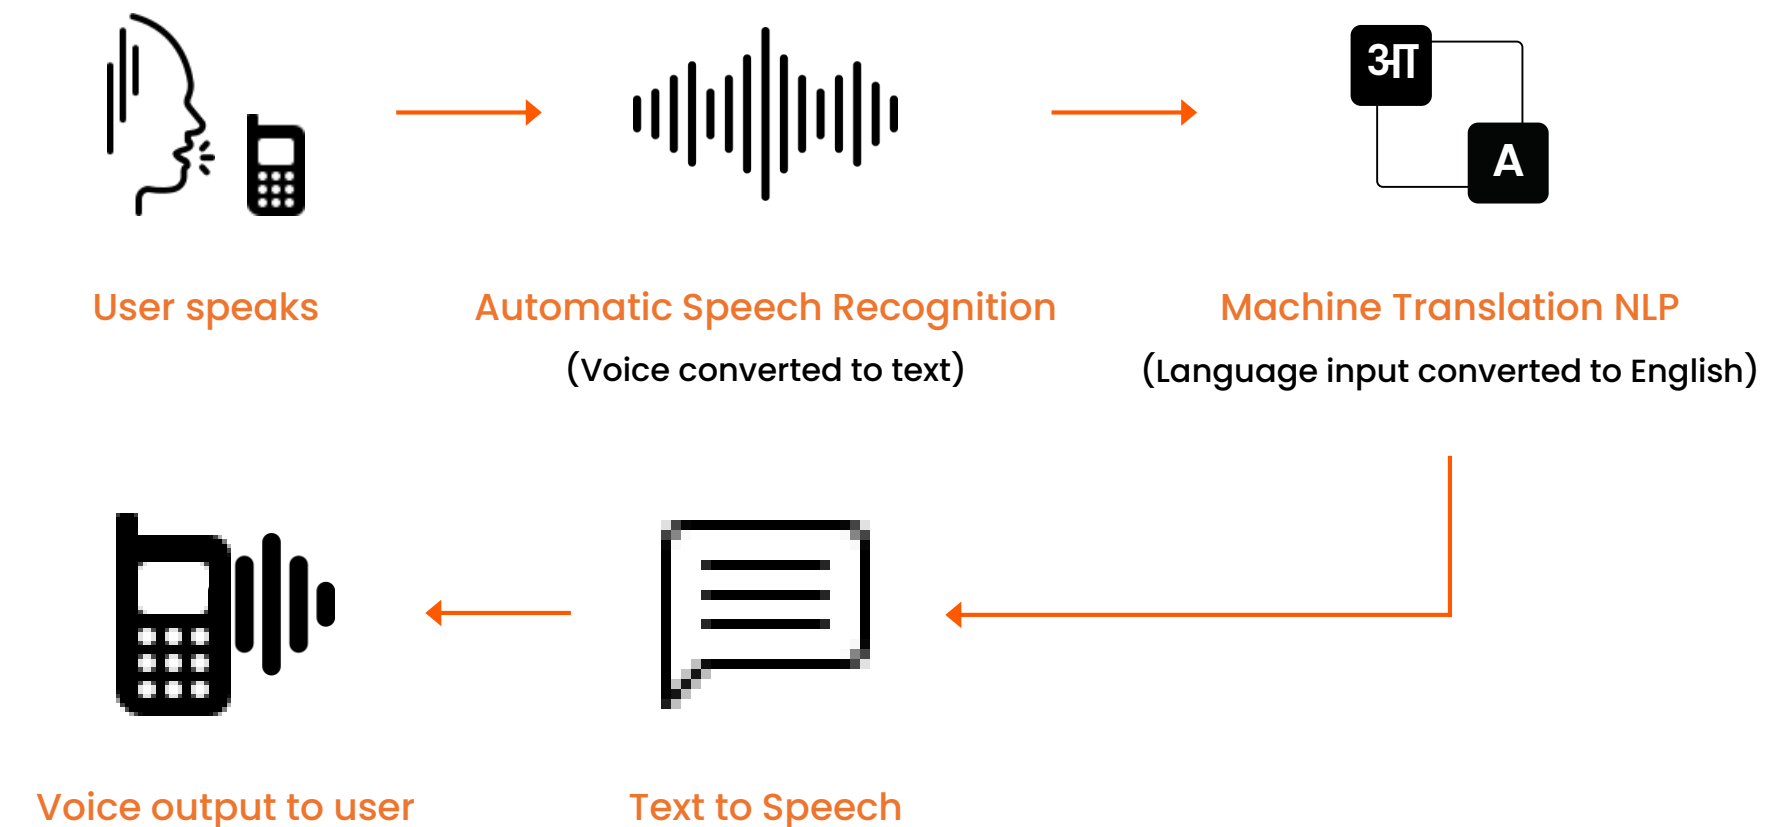 आ
A
User speaks
Automatic Speech Recognition
(Voice converted to text)
Machine Translation NLP
(Language input converted to English)
Voice output to user
Text to Speech